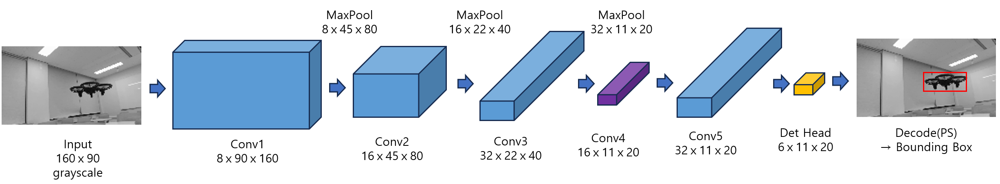 MaxPool
8 x 45 x 80
MaxPool
16 x 22 x 40
MaxPool
32 x 11 x 20
Input
160 x 90
grayscale
Conv1
8 x 90 x 160
Conv2
16 x 45 x 80
Conv3
32 x 22 x 40
Conv4
16 x 11 x 20
Conv5
32 x 11 x 20
Det Head
6 x 11 x 20
Decode(PS)
→ Bounding Box